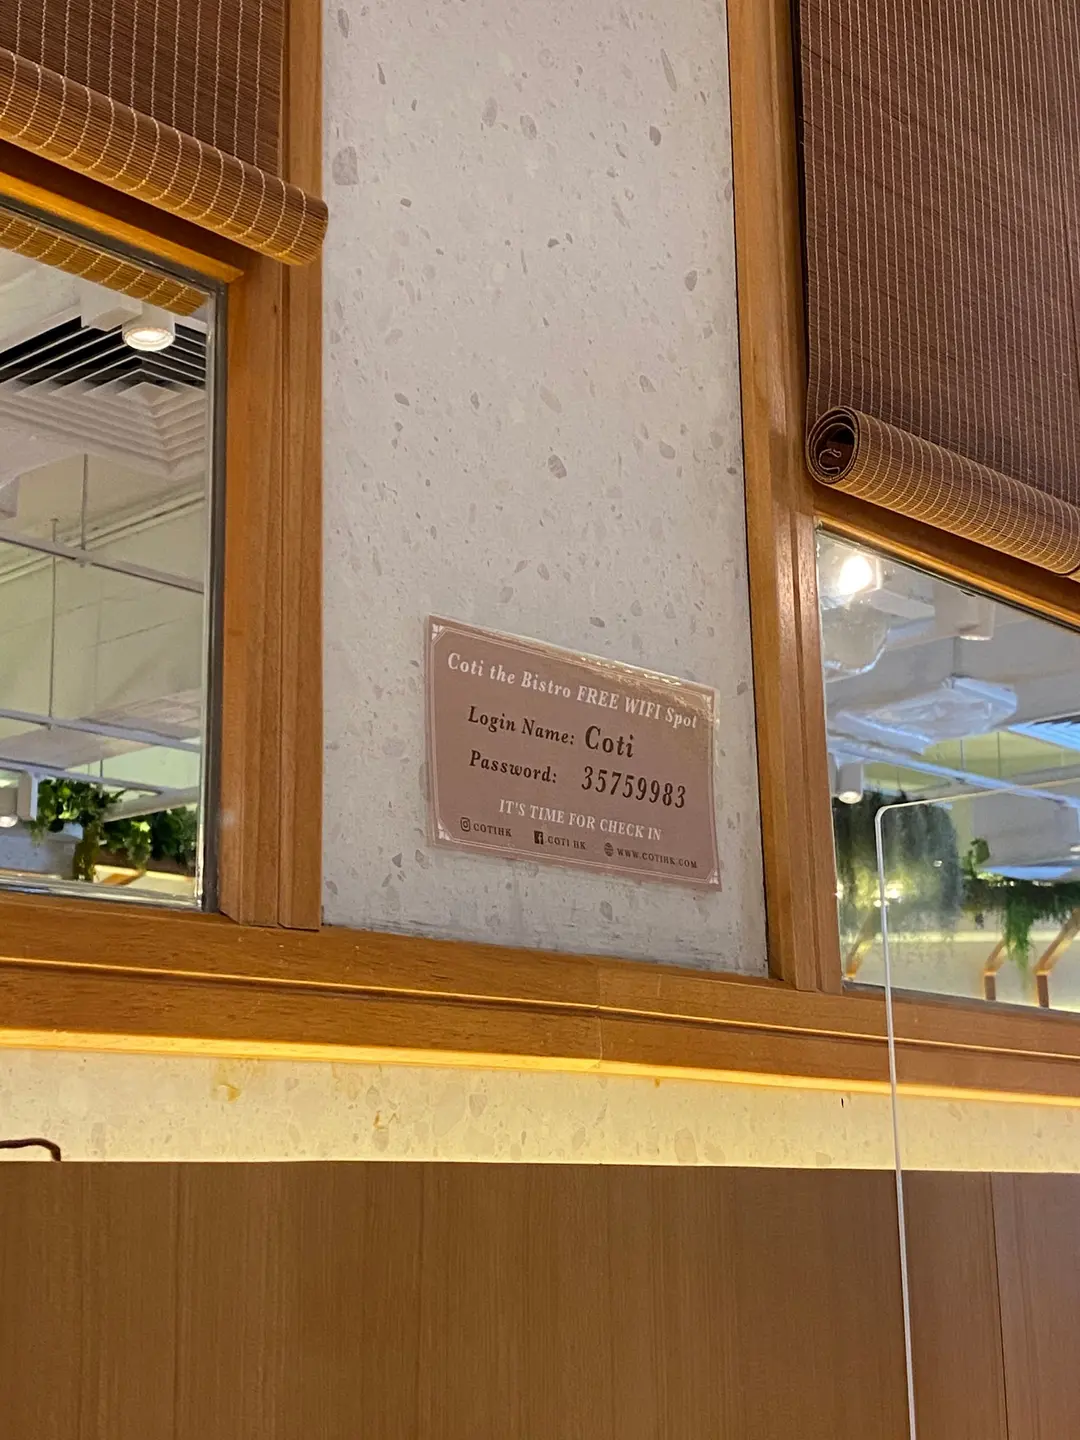 Coti the Bistro FREE WIFI Spot
Login Name: Coti
Password: 35759983
IT'S TIME FOR CHECK IN
COTIHK COTI HK WWW.COTIHK.COM